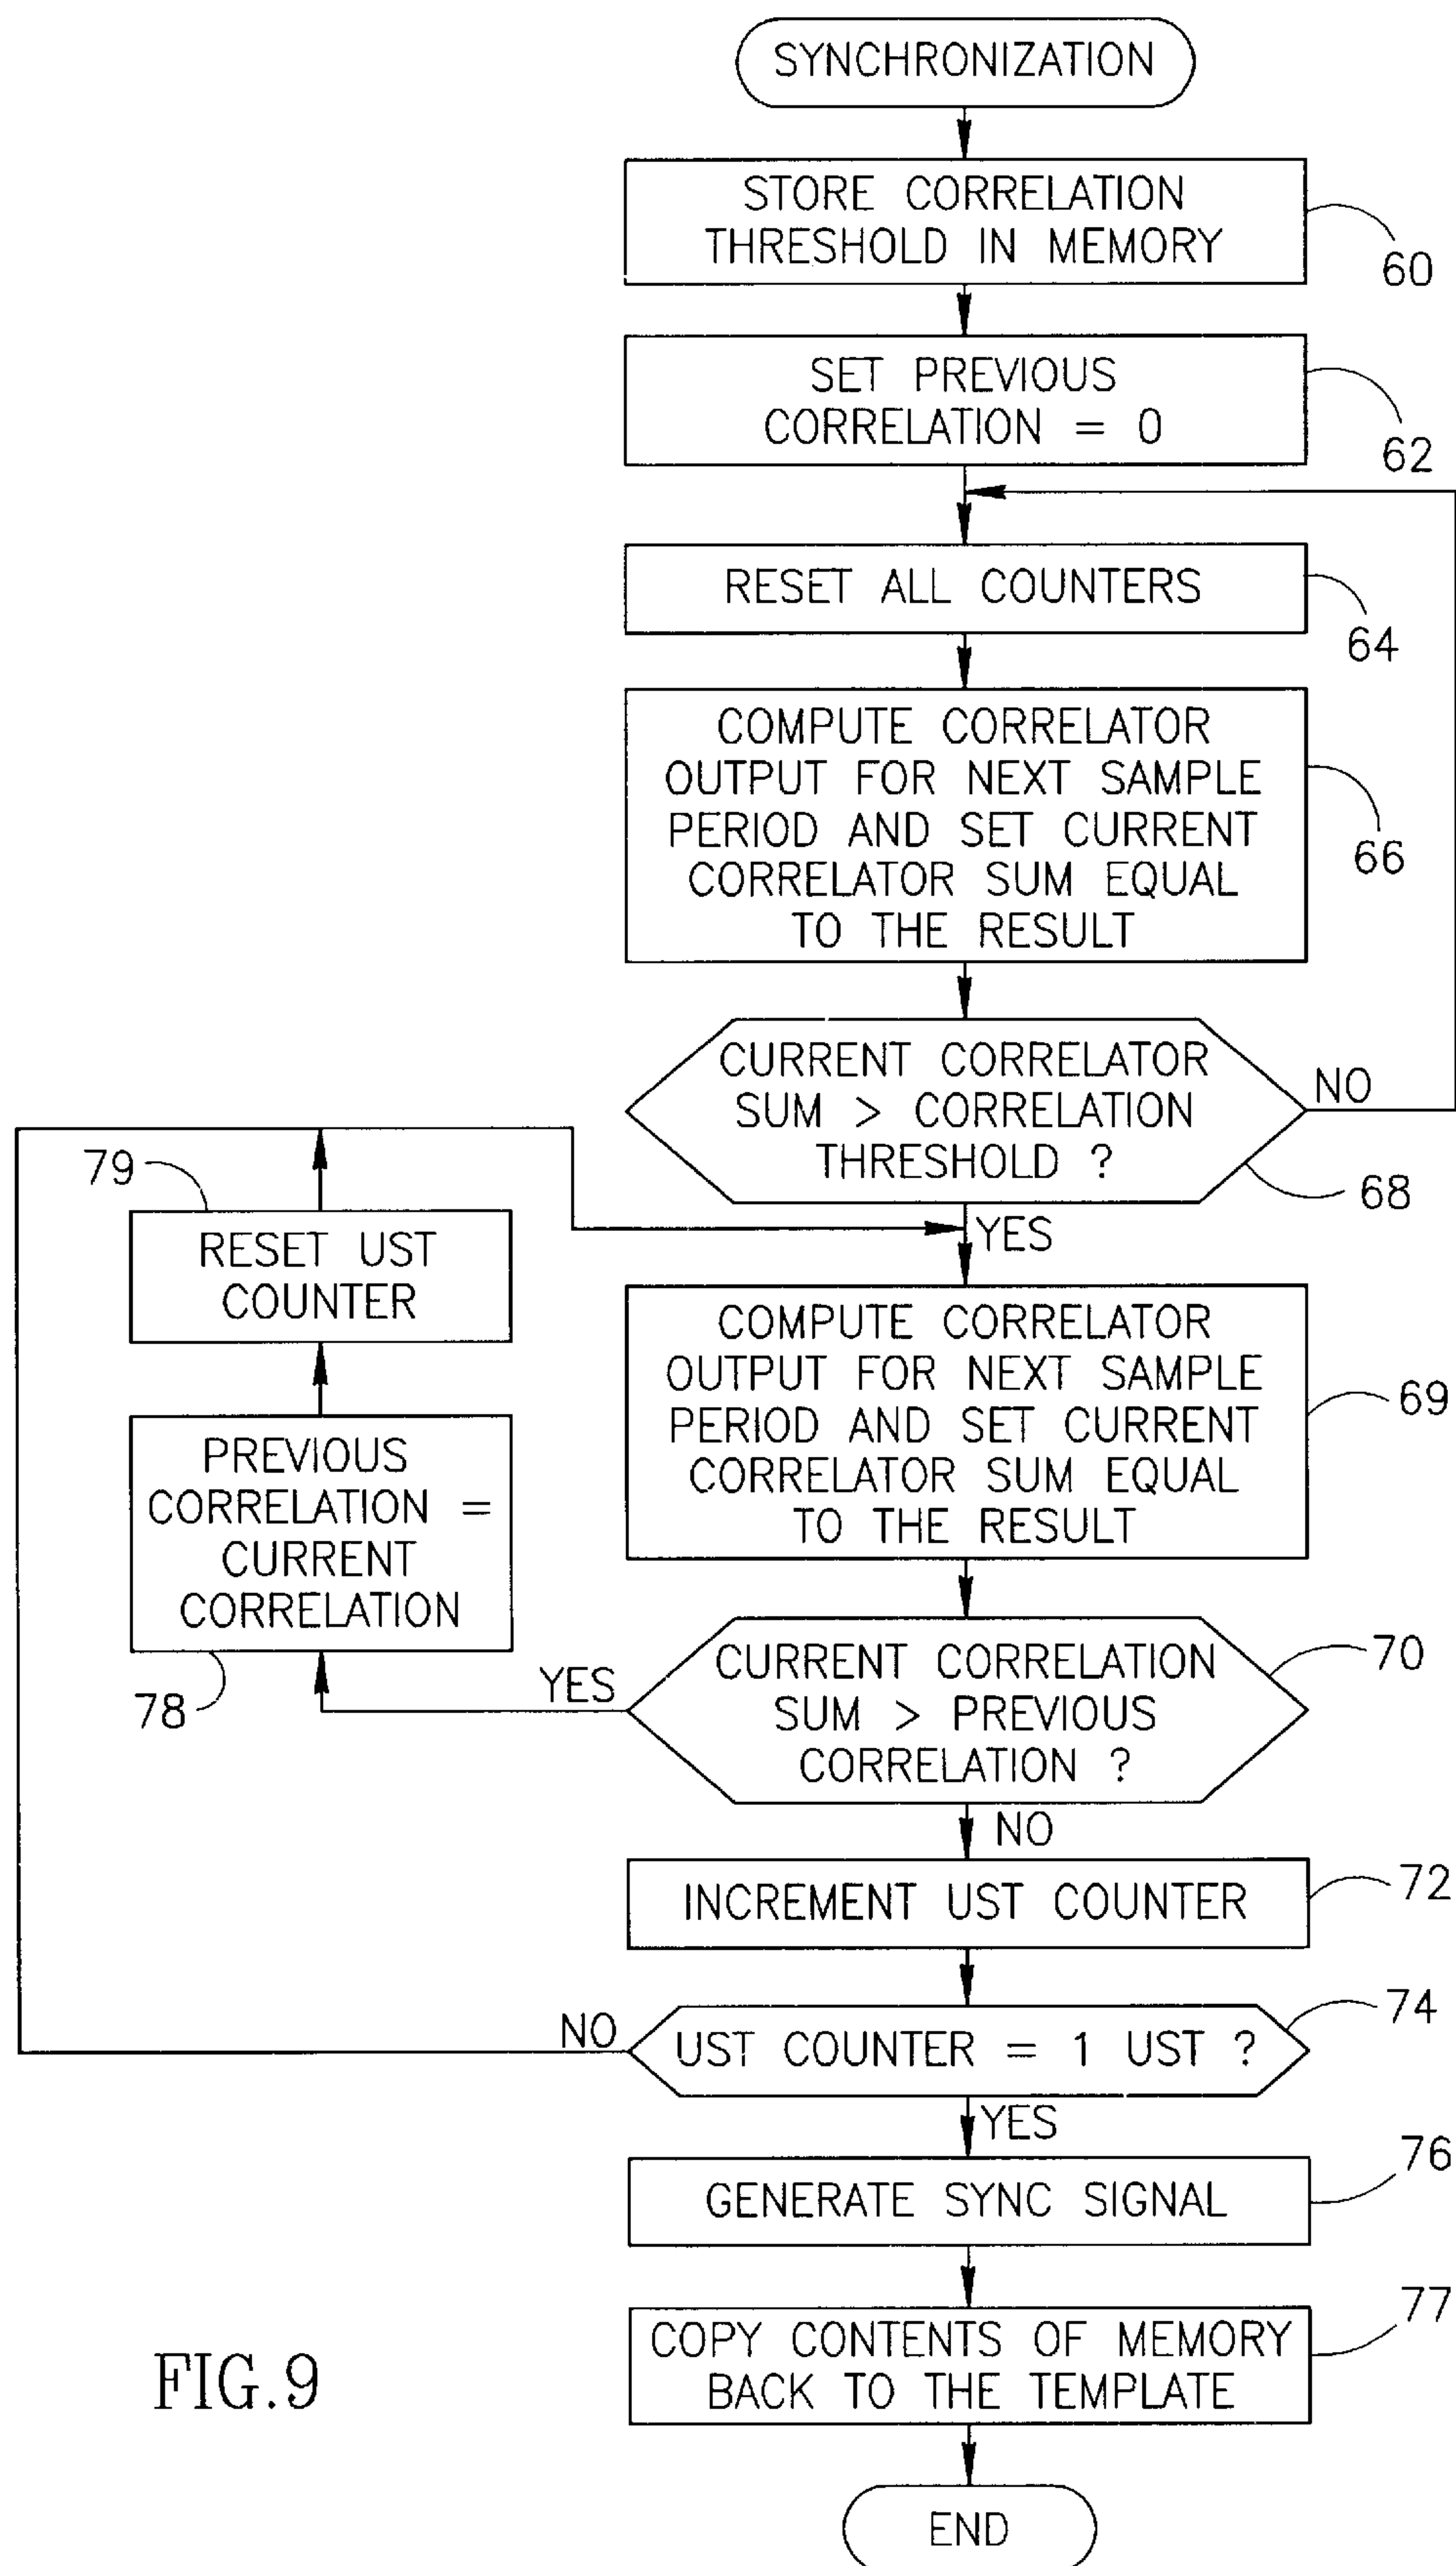 SYNCHRONIZATION
STORE CORRELATION
THRESHOLD IN MEMORY
60
SET PREVIOUS
CORRELATION = 0
62
RESET ALL COUNTERS
64
COMPUTE CORRELATOR
OUTPUT FOR NEXT SAMPLE
PERIOD AND SET CURRENT
CORRELATOR SUM EQUAL
TO THE RESULT
66
CURRENT CORRELATOR
SUM > CORRELATION
THRESHOLD ?
NO
68
YES
79
RESET UST
COUNTER
COMPUTE CORRELATOR
OUTPUT FOR NEXT SAMPLE
PERIOD AND SET CURRENT
CORRELATOR SUM EQUAL
TO THE RESULT
69
PREVIOUS
CORRELATION =
CURRENT
CORRELATION
78
YES
CURRENT CORRELATION
SUM > PREVIOUS
CORRELATION ?
70
NO
INCREMENT UST COUNTER
72
NO
UST COUNTER = 1 UST ?
74
YES
GENERATE SYNC SIGNAL
76
COPY CONTENTS OF MEMORY
BACK TO THE TEMPLATE
77
END
FIG.9